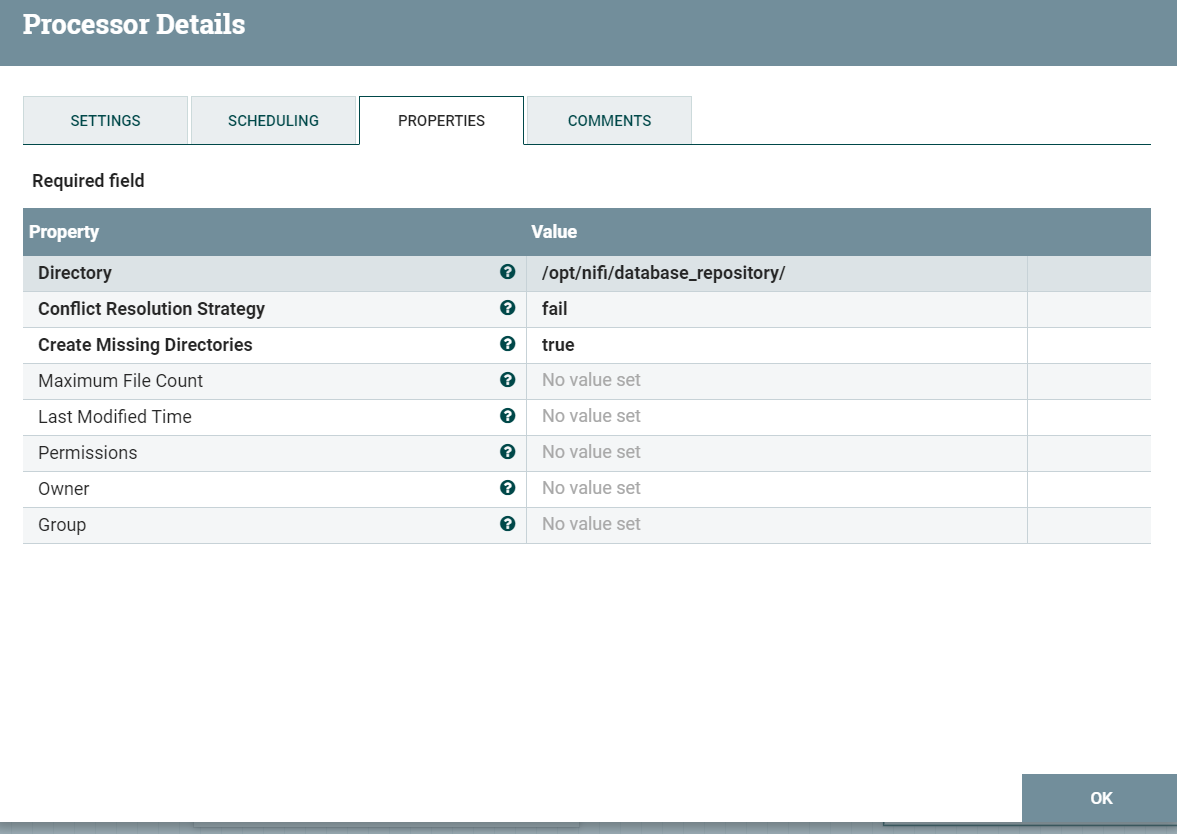 Processor Details
SETTINGS SCHEDULING PROPERTIES COMMENTS
Required field
Property Value
Directory /opt/nifi/database_repository/
Conflict Resolution Strategy fail
Create Missing Directories true
Maximum File Count No value set
Last Modified Time No value set
Permissions No value set
Owner No value set
Group No value set
OK